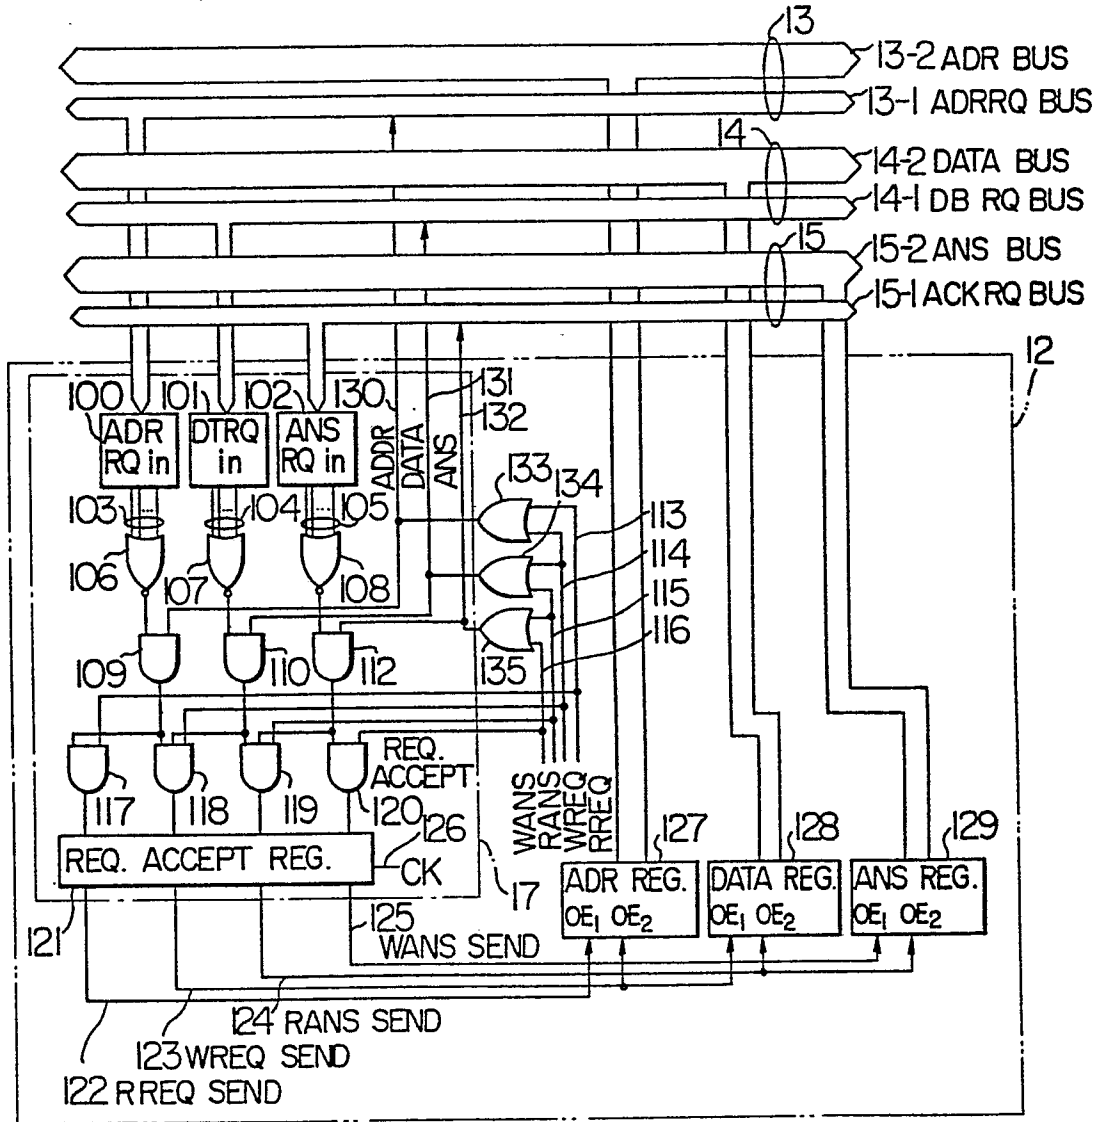 13
13-2 ADR BUS
13-1 ADRRQ BUS
14
14-2 DATA BUS
14-1 DB RQ BUS
15
15-2 ANS BUS
15-1 ACK RQ BUS
12
100
101
102
130
131
132
ADR
RQ in
DTRQ
in
ANS
RQ in
ADDR
DATA
ANS
133
134
103
104
105
113
106
107
108
114
115
116
109
110
112
135
REQ.
ACCEPT
117
118
119
120
WANS
RANS
WREQ
RREQ
126
127
128
129
REQ. ACCEPT REG.
CK
ADR REG.
OE1 OE2
DATA REG.
OE1 OE2
ANS REG.
OE1 OE2
121
125
17
WANS SEND
124 RANS SEND
123 WREQ SEND
122 RREQ SEND